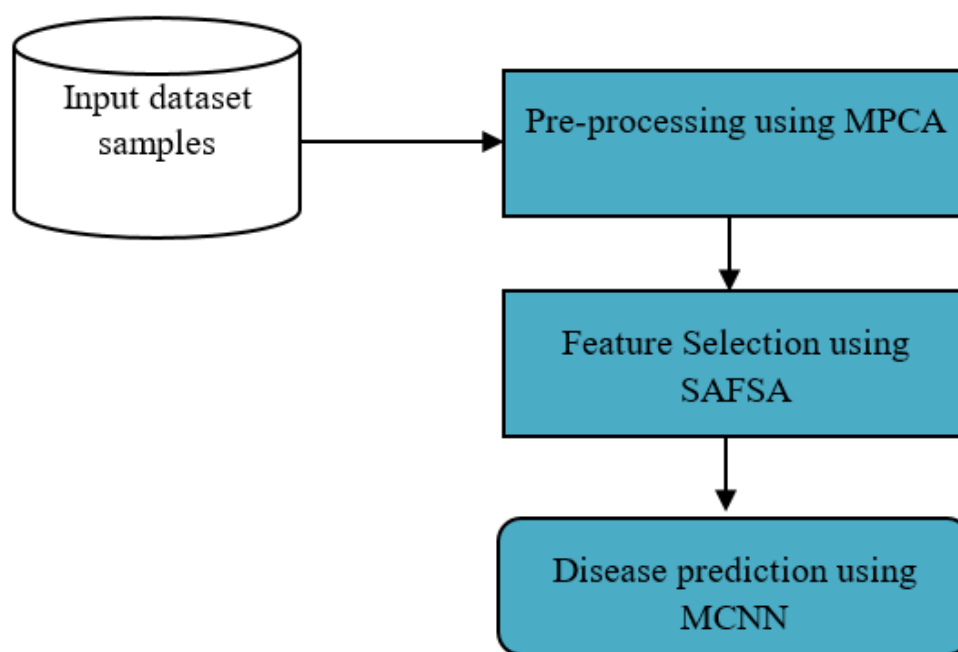 Input dataset
samples
Pre-processing using MPCA
Feature Selection using
SAFSA
Disease prediction using
MCNN